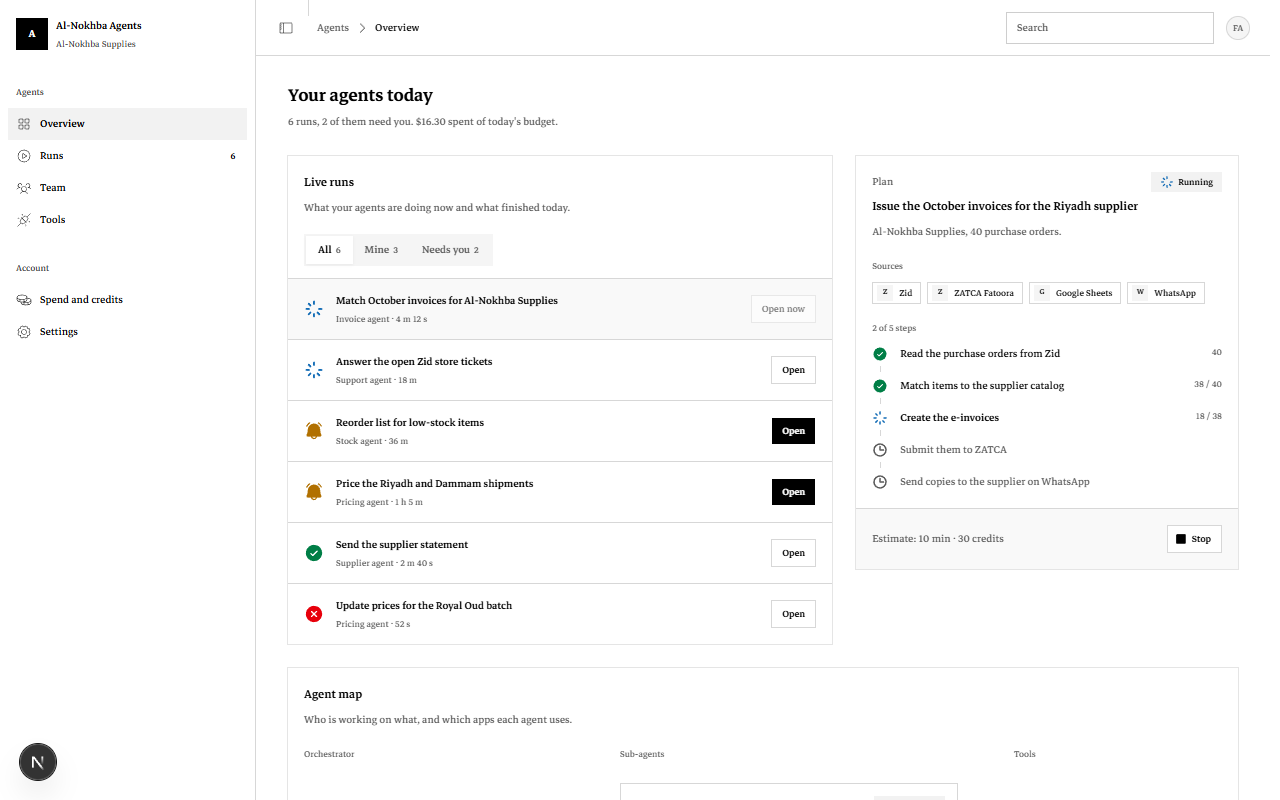 A
Al-Nokhba Agents
Al-Nokhba Supplies
Agents
Overview
Runs 6
Team
Tools
Account
Spend and credits
Settings
N
Agents > Overview
Search
FA
Your agents today
6 runs, 2 of them need you. $16.30 spent of today's budget.
Live runs
What your agents are doing now and what finished today.
All 6 Mine 3 Needs you 2
Match October invoices for Al-Nokhba Supplies
Invoice agent · 4 m 12 s
Open now
Answer the open Zid store tickets
Support agent · 18 m
Open
Reorder list for low-stock items
Stock agent · 36 m
Open
Price the Riyadh and Dammam shipments
Pricing agent · 1 h 5 m
Open
Send the supplier statement
Supplier agent · 2 m 40 s
Open
Update prices for the Royal Oud batch
Pricing agent · 52 s
Open
Plan
Running
Issue the October invoices for the Riyadh supplier
Al-Nokhba Supplies, 40 purchase orders.
Sources
Z Zid Z ZATCA Fatoora G Google Sheets W WhatsApp
2 of 5 steps
Read the purchase orders from Zid 40
Match items to the supplier catalog 38 / 40
Create the e-invoices 18 / 38
Submit them to ZATCA
Send copies to the supplier on WhatsApp
Estimate: 10 min · 30 credits
Stop
Agent map
Who is working on what, and which apps each agent uses.
Orchestrator Sub-agents Tools